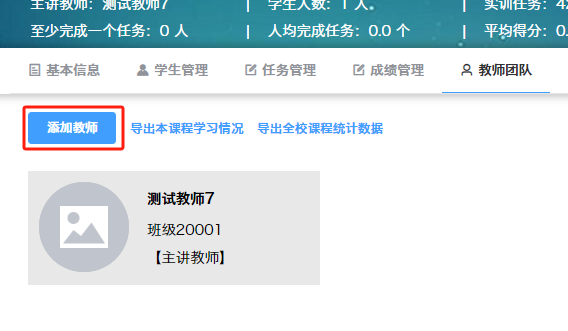 主讲教师：测试教师7 | 学生人数：1 人。 | 实训任务：42
至少完成一个任务：0 人 | 人均完成任务：0.0 个 | 平均得分：0.
基本信息 学生管理 任务管理 成绩管理 教师团队
添加教师 导出本课程学习情况 导出全校课程统计数据
测试教师7
班级20001
【主讲教师】